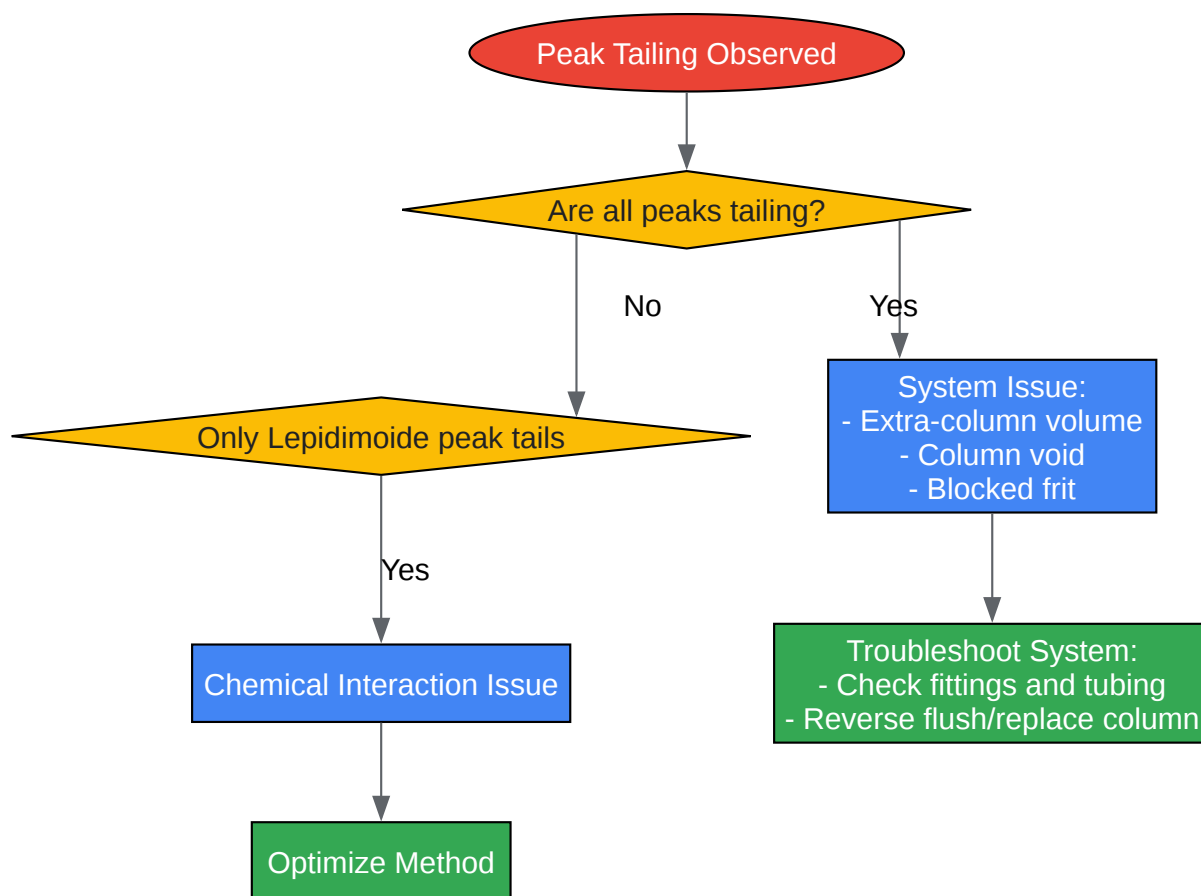 Peak Tailing Observed
Are all peaks tailing?
No
Yes
System Issue:
- Extra-column volume
- Column void
- Blocked frit
Only Lepidimoide peak tails
Yes
Chemical Interaction Issue
Troubleshoot System:
- Check fittings and tubing
- Reverse flush/replace column
Optimize Method